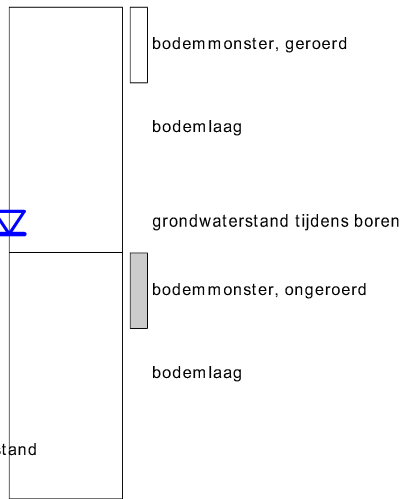 bodemmonster, geroerd
bodemlaag
grondwaterstand tijdens boren
bodemmonster, ongeroerd
bodemlaag
stand